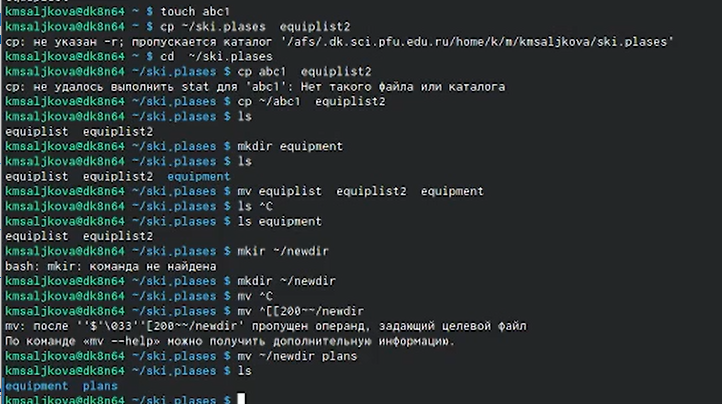 kmsaljkova@dk8n64 ~ $ touch abc1
kmsaljkova@dk8n64 ~ $ cp ~/ski.plases  equiplist2
cp: не указан -r; пропускается каталог '/afs/.dk.sci.pfu.edu.ru/home/k/m/kmsaljkova/ski.plases'
kmsaljkova@dk8n64 ~ $ cd  ~/ski.plases
kmsaljkova@dk8n64 ~/ski.plases $ cp abc1  equiplist2
cp: не удалось выполнить stat для 'abc1': Нет такого файла или каталога
kmsaljkova@dk8n64 ~/ski.plases $ cp ~/abc1  equiplist2
kmsaljkova@dk8n64 ~/ski.plases $ ls
equiplist  equiplist2
kmsaljkova@dk8n64 ~/ski.plases $ mkdir equipment
kmsaljkova@dk8n64 ~/ski.plases $ ls
equiplist  equiplist2  equipment
kmsaljkova@dk8n64 ~/ski.plases $ mv equiplist  equiplist2  equipment
kmsaljkova@dk8n64 ~/ski.plases $ ls ^C
kmsaljkova@dk8n64 ~/ski.plases $ ls equipment
equiplist  equiplist2
kmsaljkova@dk8n64 ~/ski.plases $ mkir ~/newdir
bash: mkir: команда не найдена
kmsaljkova@dk8n64 ~/ski.plases $ mkdir ~/newdir
kmsaljkova@dk8n64 ~/ski.plases $ mv ^C
kmsaljkova@dk8n64 ~/ski.plases $ mv ^[[200~~/newdir
mv: после ''$'\033''[200~~/newdir' пропущен операнд, задающий целевой файл
По команде «mv --help» можно получить дополнительную информацию.
kmsaljkova@dk8n64 ~/ski.plases $ mv ~/newdir plans
kmsaljkova@dk8n64 ~/ski.plases $ ls
equipment  plans
kmsaljkova@dk8n64 ~/ski.plases $